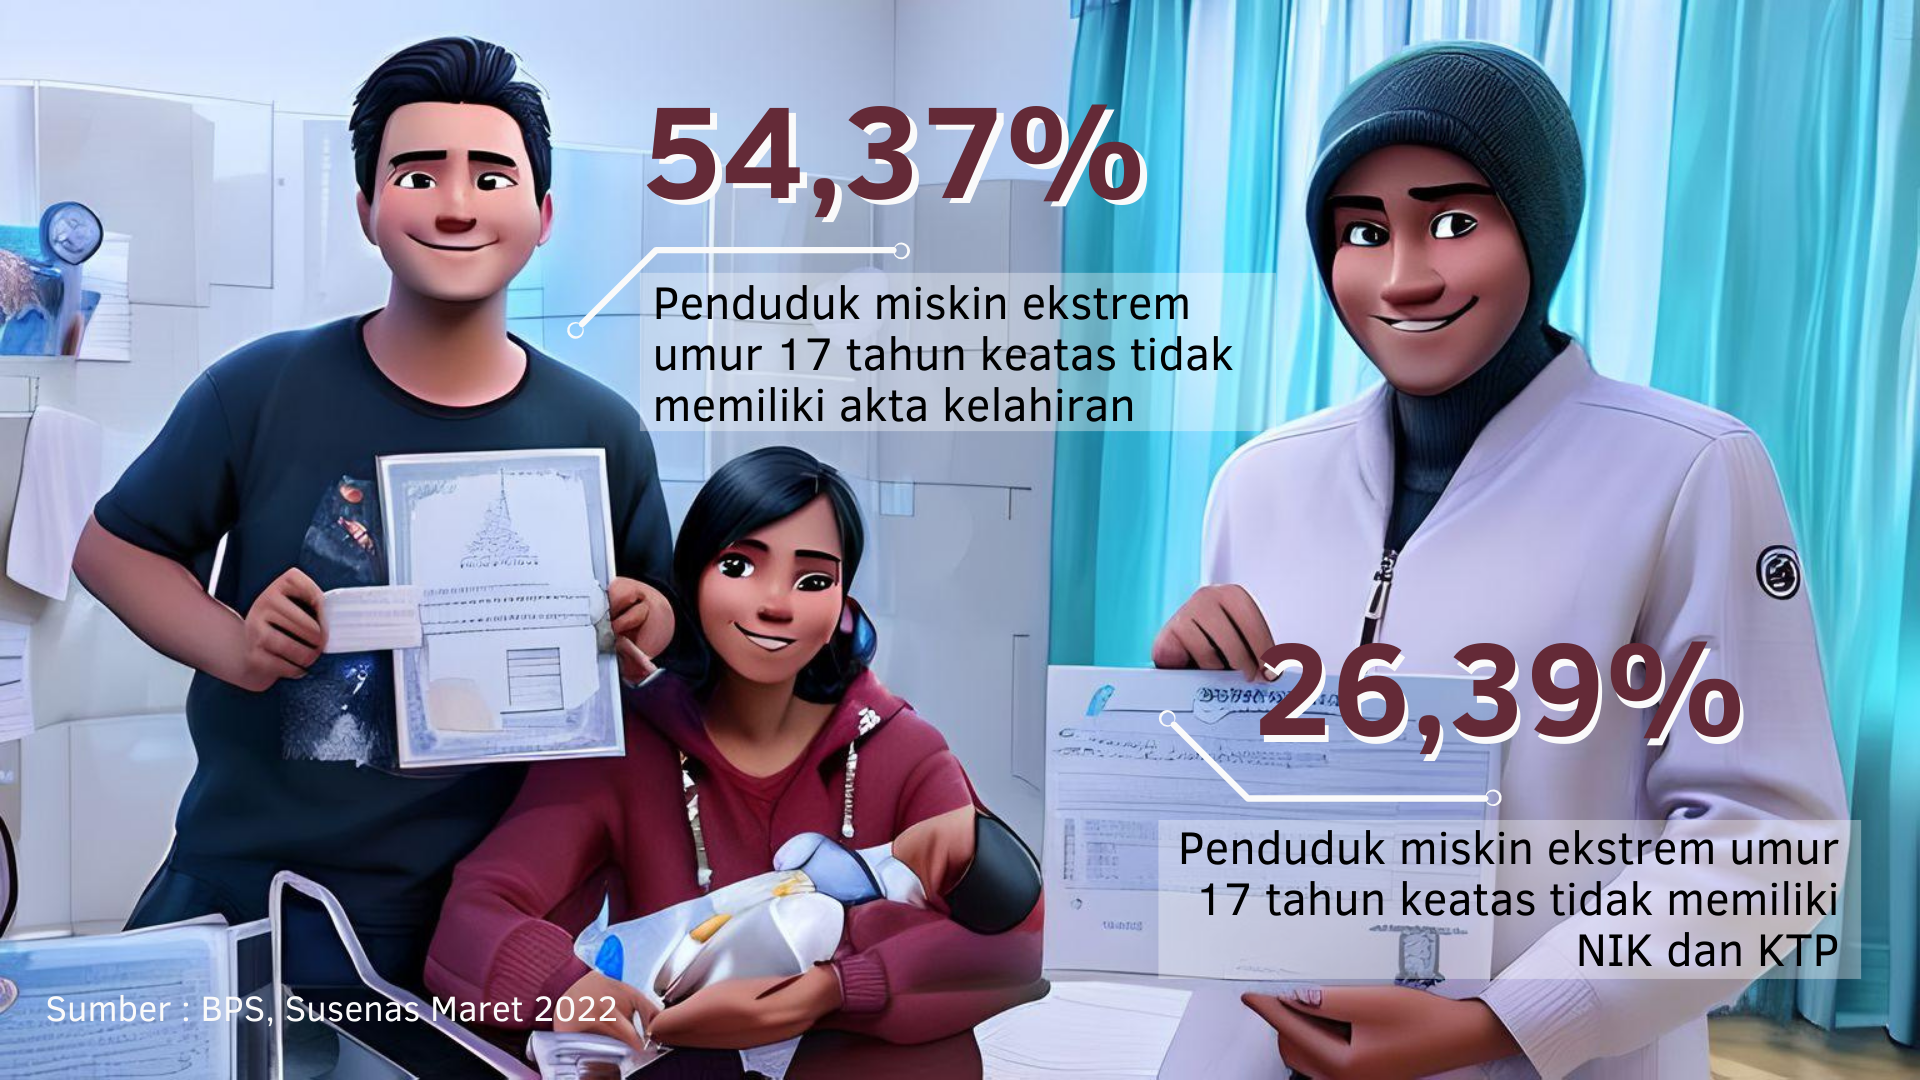 54,37%
Penduduk miskin ekstrem
umur 17 tahun keatas tidak
memiliki akta kelahiran
26,39%
Penduduk miskin ekstrem umur
17 tahun keatas tidak memiliki
NIK dan KTP
Sumber : BPS, Susenas Maret 2022